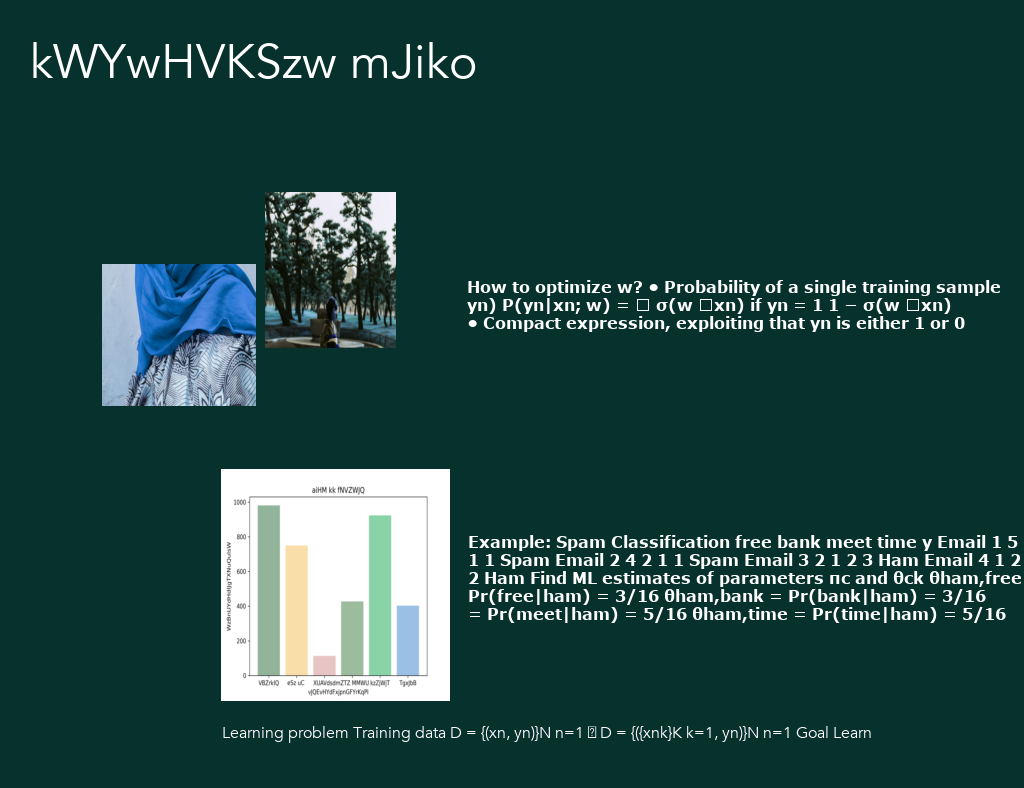 kWYwHVKSzw mJiko
How to optimize w? • Probability of a single training sample
yn) P(yn|xn; w) = □ σ(w □xn) if yn = 1 1 − σ(w □xn)
• Compact expression, exploiting that yn is either 1 or 0
aiHM kk fNVZWJQ
1000
800
600
400
200
0
VBZrkIQ eSz uC XUAVdsdm ZTZ MMWU kzZjWjT TgxJbB
vJQEvHYdFxjpnGFYrKqPI
Example: Spam Classification free bank meet time y Email 1 5
1 1 Spam Email 2 4 2 1 1 Spam Email 3 2 1 2 3 Ham Email 4 1 2
2 Ham Find ML estimates of parameters πc and θck θham,free
Pr(free|ham) = 3/16 θham,bank = Pr(bank|ham) = 3/16
= Pr(meet|ham) = 5/16 θham,time = Pr(time|ham) = 5/16
Learning problem Training data D = {(xn, yn)}N n=1 □ D = {({xnk}K k=1, yn)}N n=1 Goal Learn